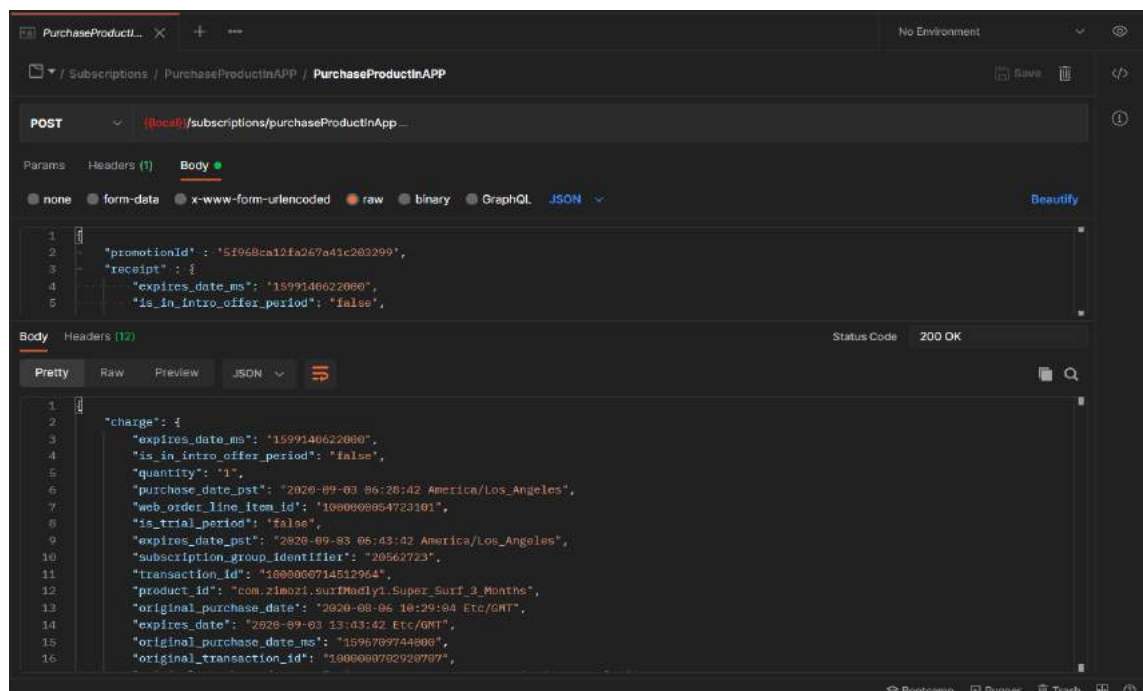 PurchaseProductI...
No Environment
/ Subscriptions / PurchaseProductInAPP / PurchaseProductInAPP
Save
POST
{{local}}/subscriptions/purchaseProductInApp ...
Params Headers (1) Body
none form-data x-www-form-urlencoded raw binary GraphQL JSON
Beautify
1 {
2 "promotionId" : "5f968ca12fa267a41c203299",
3 "receipt" : {
4 "expires_date_ms": "1599140622000",
5 "is_in_intro_offer_period": "false",
Body Headers (12)
Status Code 200 OK
Pretty Raw Preview JSON
1 {
2 "charge": {
3 "expires_date_ms": "1599140622000",
4 "is_in_intro_offer_period": "false",
5 "quantity": "1",
6 "purchase_date_pst": "2020-09-03 06:28:42 America/Los_Angeles",
7 "web_order_line_item_id": "1000000054723101",
8 "is_trial_period": "false",
9 "expires_date_pst": "2020-09-03 06:43:42 America/Los_Angeles",
10 "subscription_group_identifier": "20562723",
11 "transaction_id": "1000000714512964",
12 "product_id": "com.zimozi.surfMadly1.Super_Surf_3_Months",
13 "original_purchase_date": "2020-08-06 10:29:04 Etc/GMT",
14 "expires_date": "2020-09-03 13:43:42 Etc/GMT",
15 "original_purchase_date_ms": "1596709744000",
16 "original_transaction_id": "1000000702920707",
Bootcamp Runner Trash